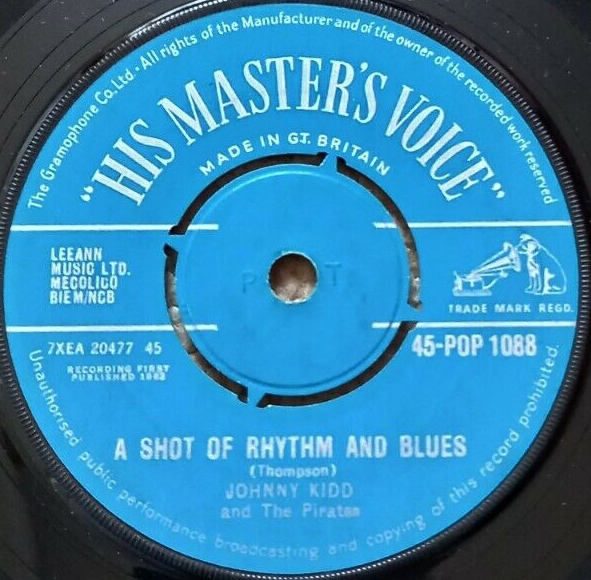 The Gramophone Co. Ltd. · All rights of the Manufacturer and of the owner of the recorded work reserved
"HIS MASTER'S VOICE"
MADE IN GT. BRITAIN
LEEANN
MUSIC LTD.
MECOLICO
BIEM/NCB
P T
TRADE MARK REGD.
7XEA 20477 45
45-POP 1088
RECORDING FIRST
PUBLISHED 1963
A SHOT OF RHYTHM AND BLUES
(Thompson)
JOHNNY KIDD
and The Pirates
Unauthorised public performance broadcasting and copying of this record prohibited.